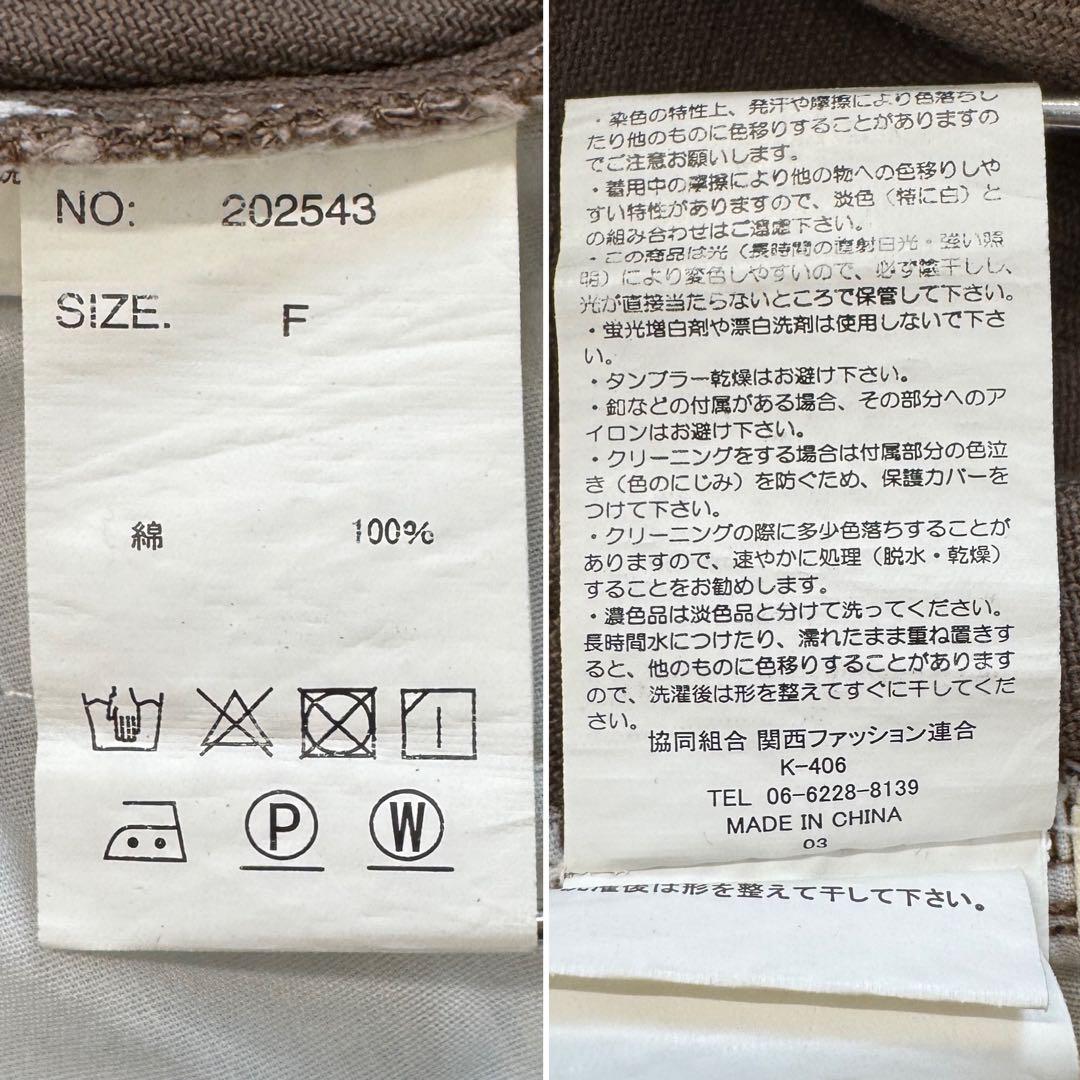 NO: 202543
SIZE. F
綿 100%
P W
・染色の特性上、発汗や摩擦により色落ちし
たり他のものに色移りすることがありますの
でご注意お願いします。
・着用中の摩擦により他の物への色移りしや
すい特性がありますので、淡色（特に白）と
の組み合わせはご遠慮下さい。
・この商品は光（長時間の直射日光・強い照
明）により変色しやすいので、必ず陰干しし、
光が直接当たらないところで保管して下さい。
・蛍光増白剤や漂白洗剤は使用しないで下さ
い。
・タンブラー乾燥はお避け下さい。
・釦などの付属がある場合、その部分へのア
イロンはお避け下さい。
・クリーニングをする場合は付属部分の色泣
き（色のにじみ）を防ぐため、保護カバーを
つけて下さい。
・クリーニングの際に多少色落ちすることが
ありますので、速やかに処理（脱水・乾燥）
することをお勧めします。
・濃色品は淡色品と分けて洗ってください。
長時間水につけたり、濡れたまま重ね置きす
ると、他のものに色移りすることがあります
ので、洗濯後は形を整えてすぐに干してくだ
さい。
協同組合 関西ファッション連合
K-406
TEL 06-6228-8139
MADE IN CHINA
03
洗濯後は形を整えて干して下さい。